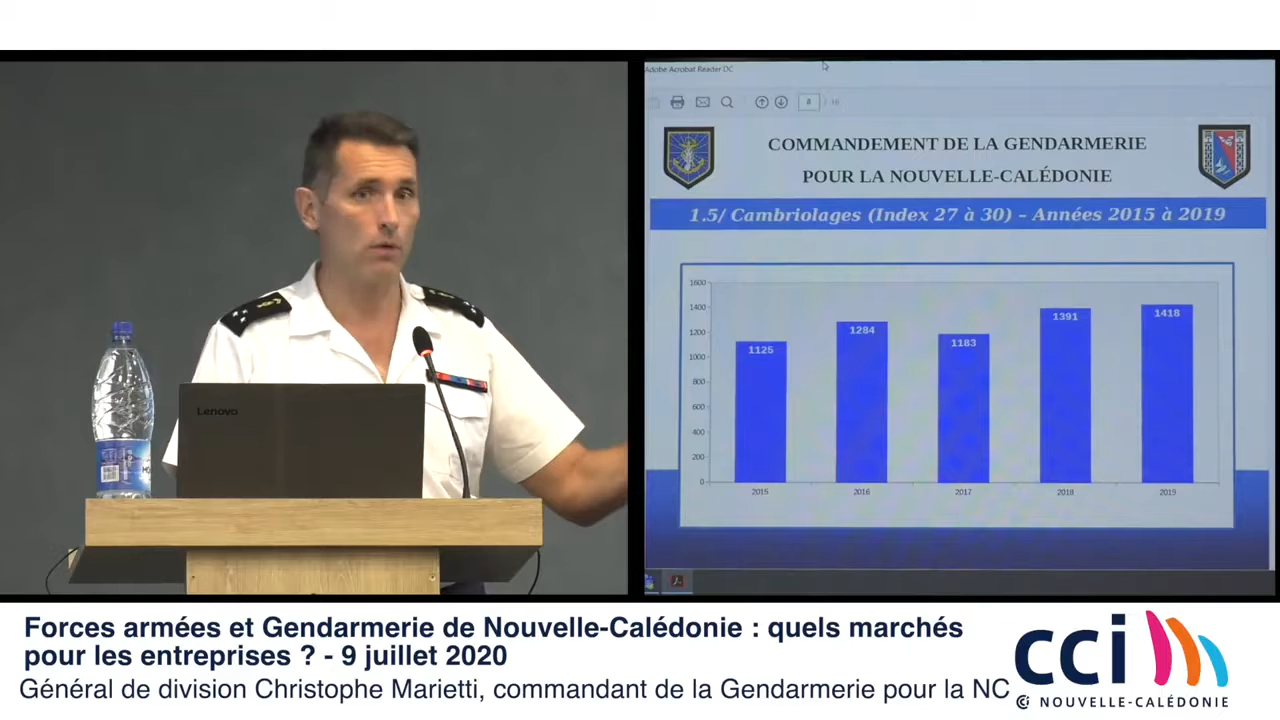 Adobe Acrobat Reader DC
8 / 16
COMMANDEMENT DE LA GENDARMERIE
POUR LA NOUVELLE-CALÉDONIE
1.5/ Cambriolages (Index 27 à 30) – Années 2015 à 2019
1600
1400
1200
1000
800
600
400
200
0
1125
1284
1183
1391
1418
2015
2016
2017
2018
2019
Lenovo
Forces armées et Gendarmerie de Nouvelle-Calédonie : quels marchés
pour les entreprises ? - 9 juillet 2020
Général de division Christophe Marietti, commandant de la Gendarmerie pour la NC
cci
NOUVELLE-CALÉDONIE